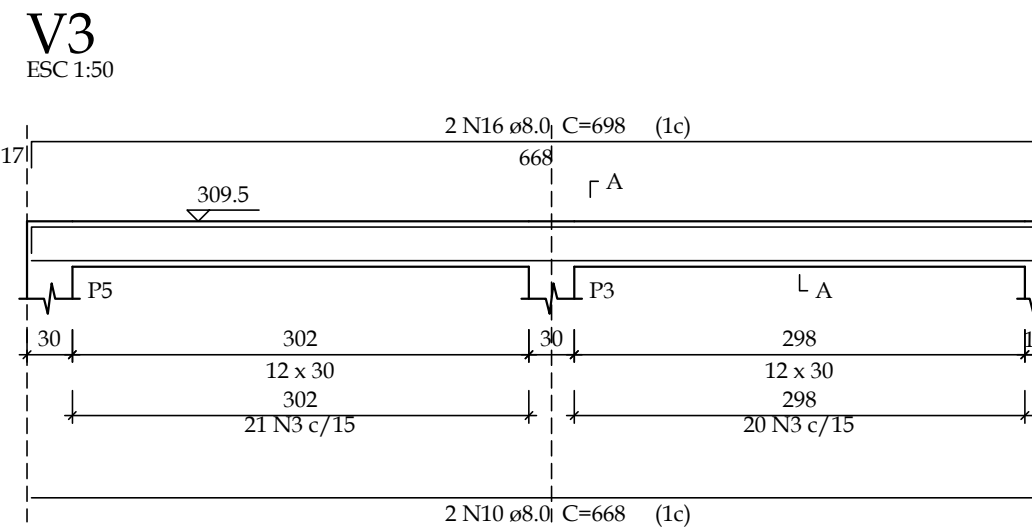 V3
ESC 1:50
2 N16 ø8.0 C=698 (1c)
17
668
A
309.5
P5
P3
A
30
302
30
298
12 x 30
12 x 30
302
298
21 N3 c/15
20 N3 c/15
2 N10 ø8.0 C=668 (1c)